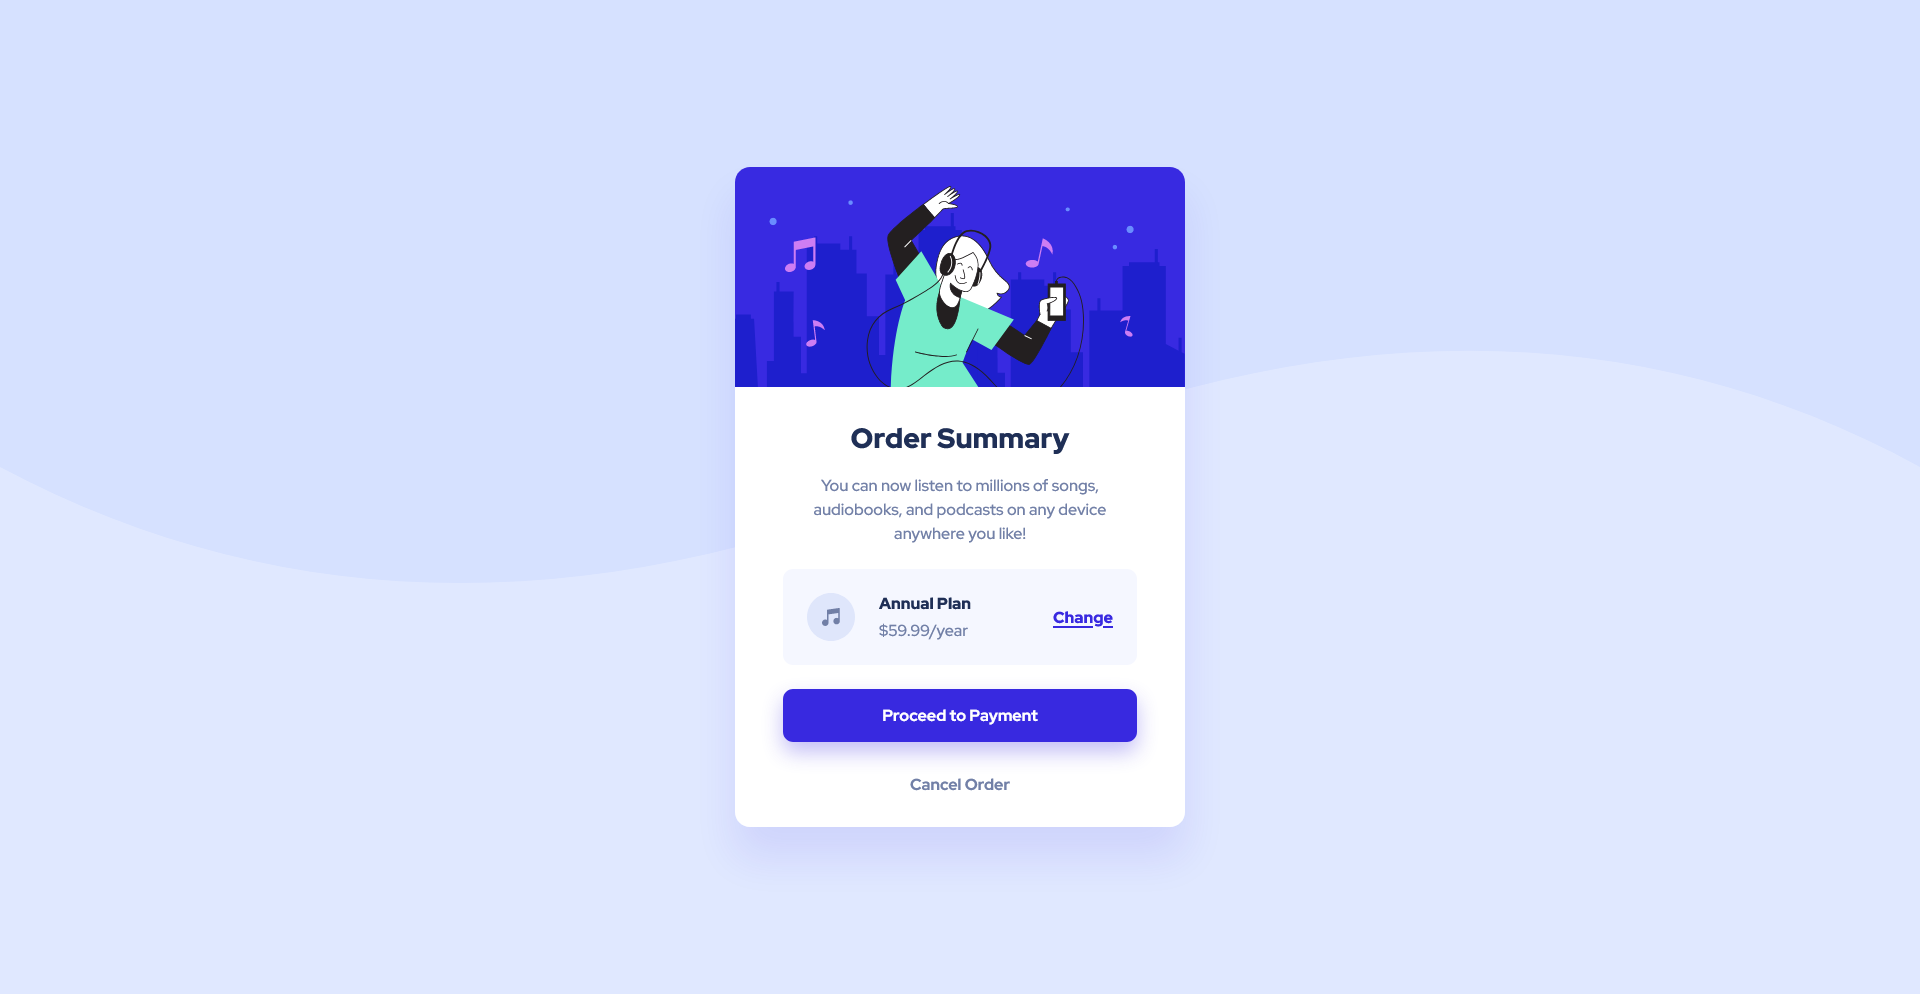 Order Summary
You can now listen to millions of songs,
audiobooks, and podcasts on any device
anywhere you like!
Annual Plan
$59.99/year
Change
Proceed to Payment
Cancel Order